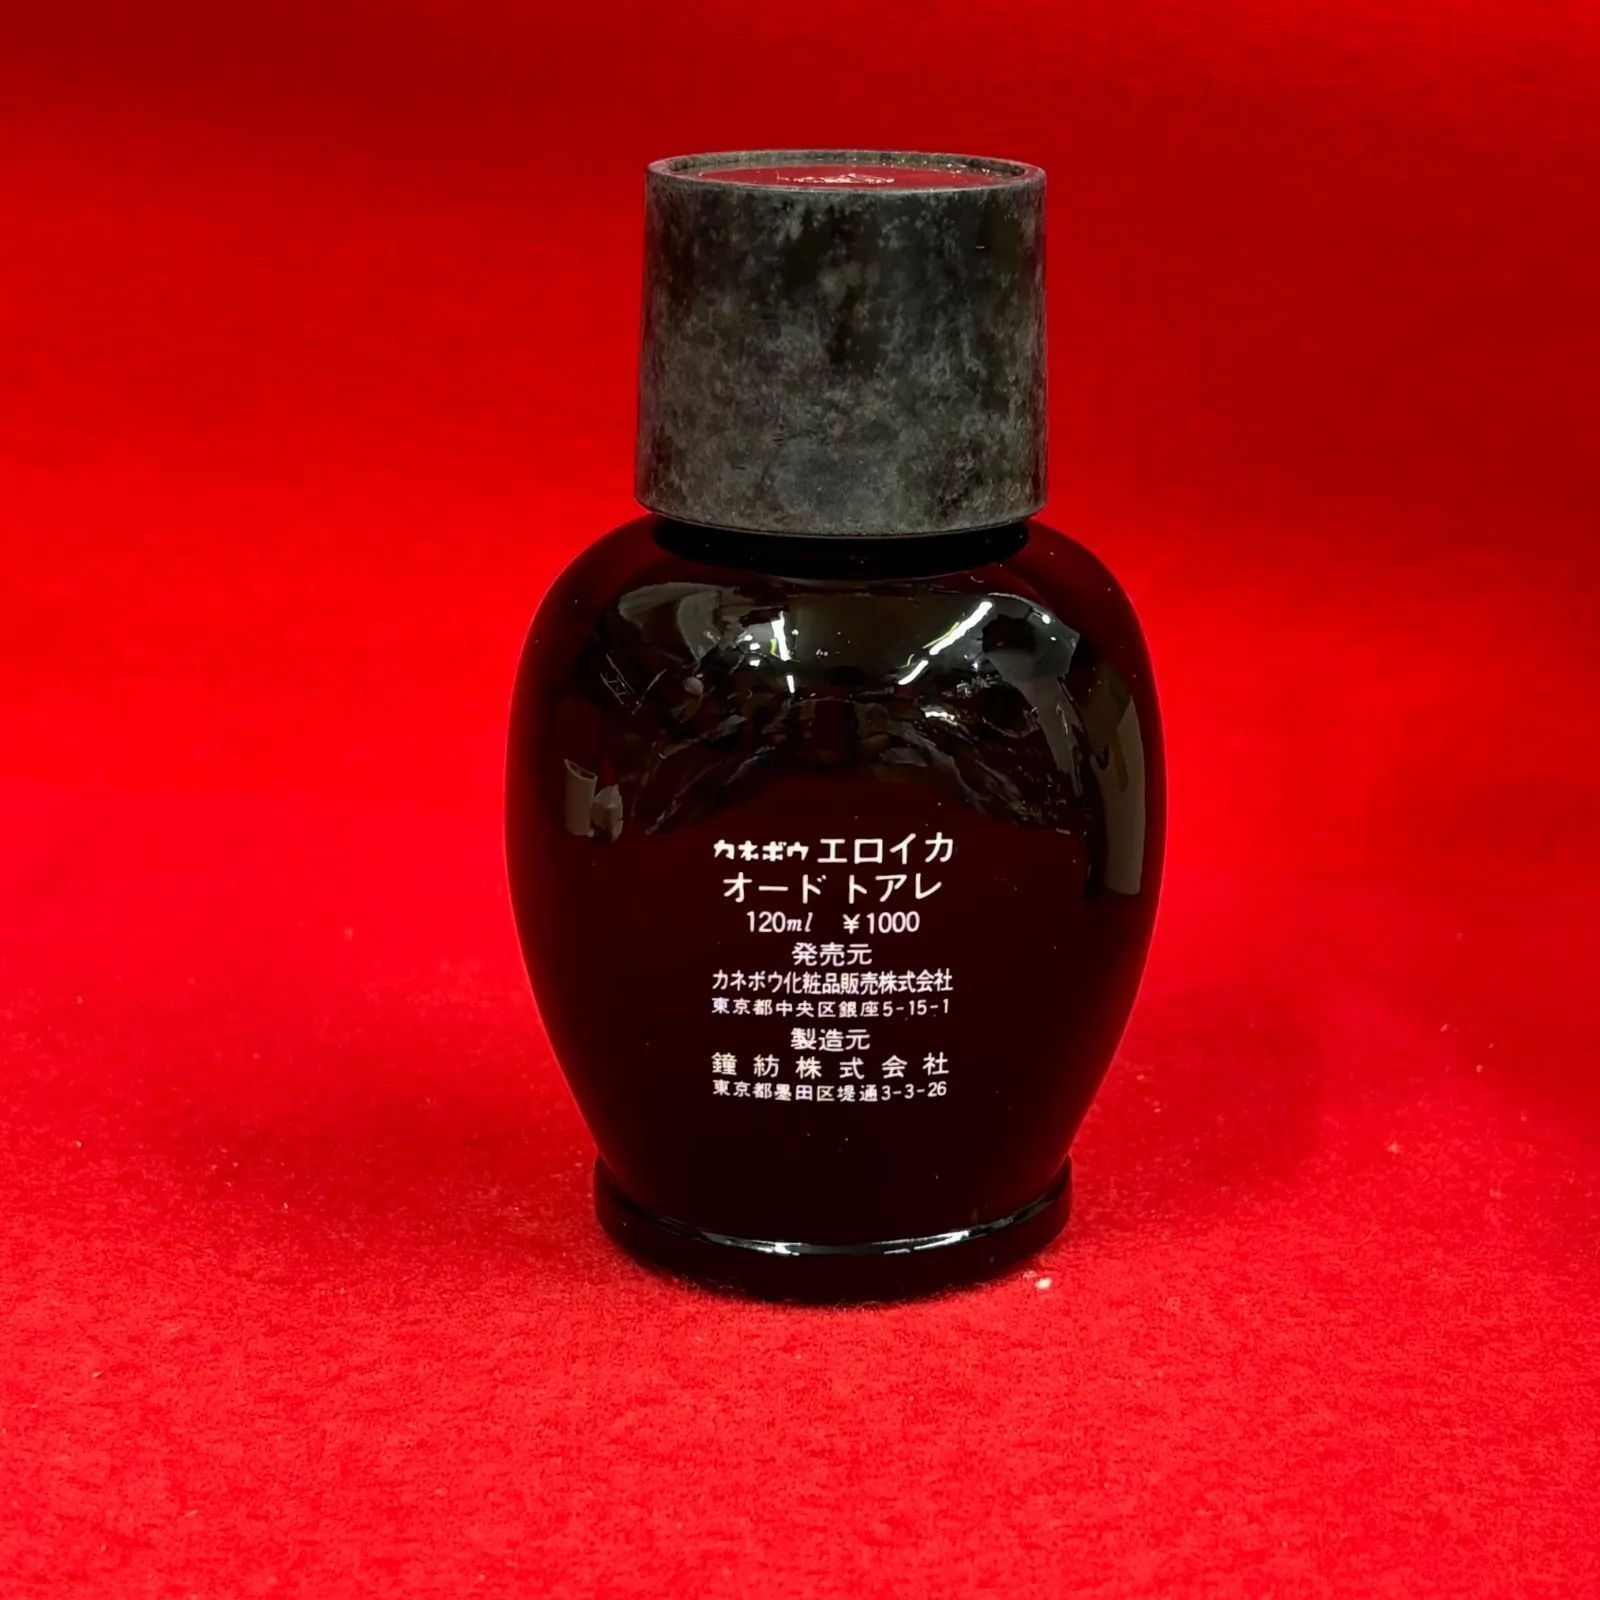 カネボウ エロイカ
オード トアレ
120ml ¥1000
発売元
カネボウ化粧品販売株式会社
東京都中央区銀座5-15-1
製造元
鐘紡株式会社
東京都墨田区堤通3-3-26